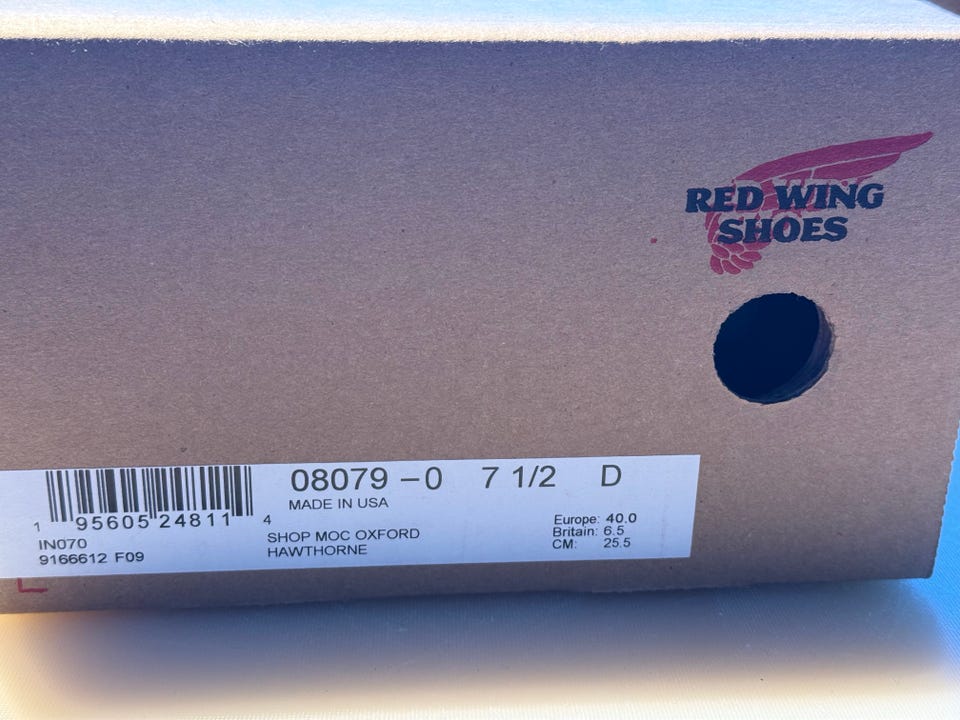 RED WING
SHOES
08079 – 0 7 1/2 D
MADE IN USA
1 95605 24811 4
IN070
9166612 F09
SHOP MOC OXFORD
HAWTHORNE
Europe: 40.0
Britain: 6.5
CM: 25.5